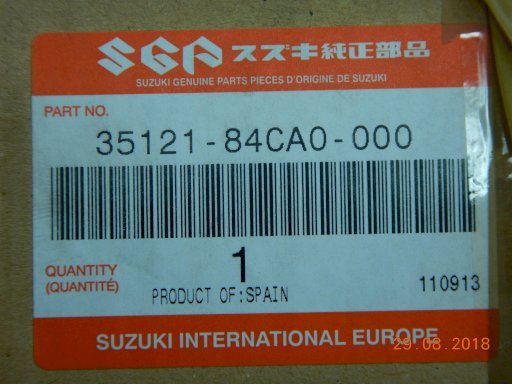 SGP スズキ純正部品
SUZUKI GENUINE PARTS PIECES D'ORIGINE DE SUZUKI
PART NO.
35121-84CA0-000
QUANTITY
(QUANTITÉ)
1
PRODUCT OF:SPAIN
110913
SUZUKI INTERNATIONAL EUROPE
29.08.2018